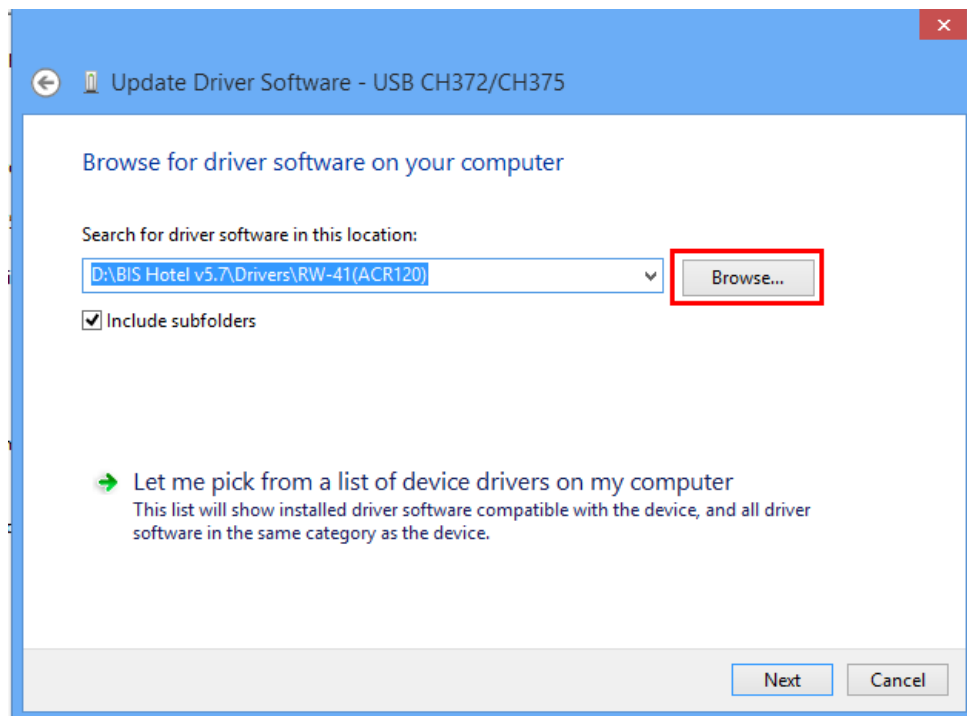 Update Driver Software - USB CH372/CH375
Browse for driver software on your computer
Search for driver software in this location:
D:\BIS Hotel v5.7\Drivers\RW-41(ACR120)
Browse...
Include subfolders
Let me pick from a list of device drivers on my computer
This list will show installed driver software compatible with the device, and all driver
software in the same category as the device.
Next
Cancel